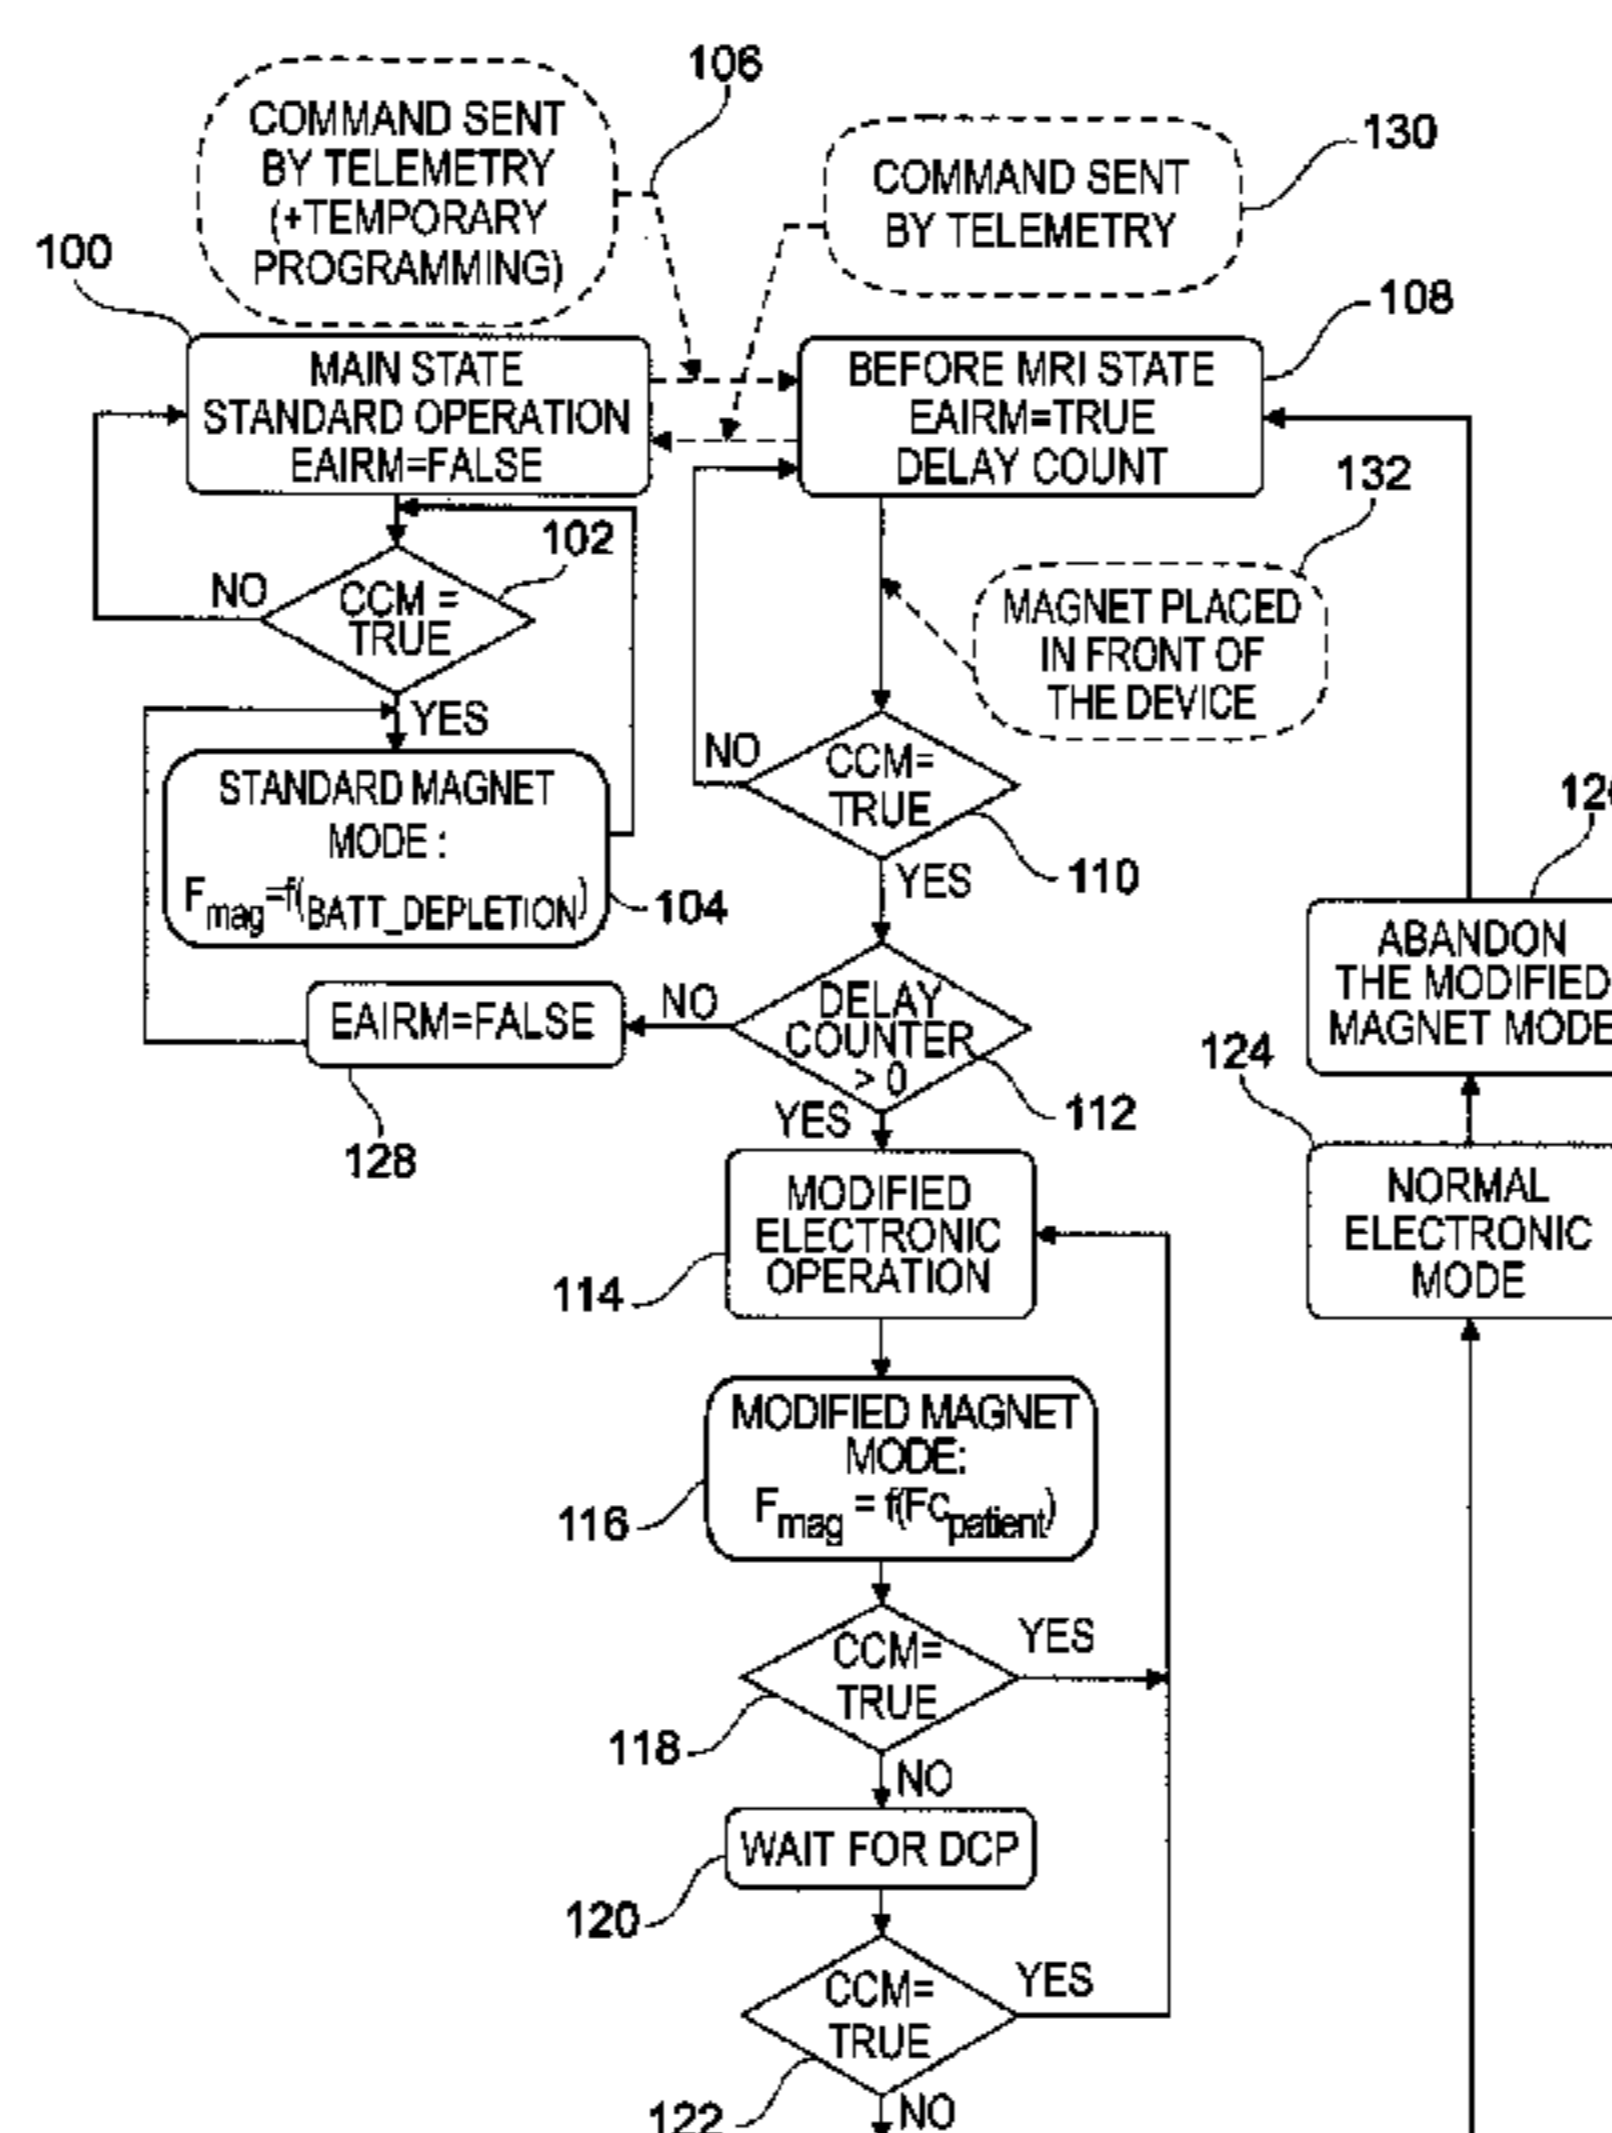 106
COMMAND SENT
BY TELEMETRY
(+TEMPORARY
PROGRAMMING)
130
COMMAND SENT
BY TELEMETRY
100
108
MAIN STATE
STANDARD OPERATION
EAIRM=FALSE
BEFORE MRI STATE
EAIRM=TRUE
DELAY COUNT
132
102
NO
CCM =
TRUE
MAGNET PLACED
IN FRONT OF
THE DEVICE
YES
NO
CCM=
TRUE
STANDARD MAGNET
MODE :
Fmag=f(BATT_DEPLETION)
104
110
YES
ABANDON
THE MODIFIED
MAGNET MODE
EAIRM=FALSE
NO
DELAY
COUNTER
> 0
124
112
YES
128
MODIFIED
ELECTRONIC
OPERATION
NORMAL
ELECTRONIC
MODE
114
MODIFIED MAGNET
MODE:
Fmag = f(FCpatient)
116
CCM=
TRUE
YES
118
NO
WAIT FOR DCP
120
CCM=
TRUE
YES
122
NO